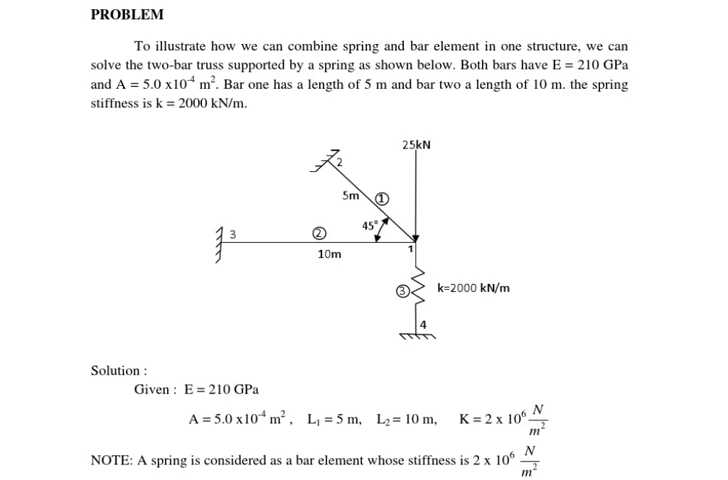 PROBLEM
To illustrate how we can combine spring and bar element in one structure, we can
solve the two-bar truss supported by a spring as shown below. Both bars have E = 210 GPa
and A = 5.0 x10⁻⁴ m². Bar one has a length of 5 m and bar two a length of 10 m. the spring
stiffness is k = 2000 kN/m.
25kN
2
5m ①
45°
3
②
10m
1
③ k=2000 kN/m
4
Solution :
Given : E = 210 GPa
A = 5.0 x10⁻⁴ m² , L₁ = 5 m, L₂ = 10 m, K = 2 x 10⁶ N/m²
NOTE: A spring is considered as a bar element whose stiffness is 2 x 10⁶ N/m²